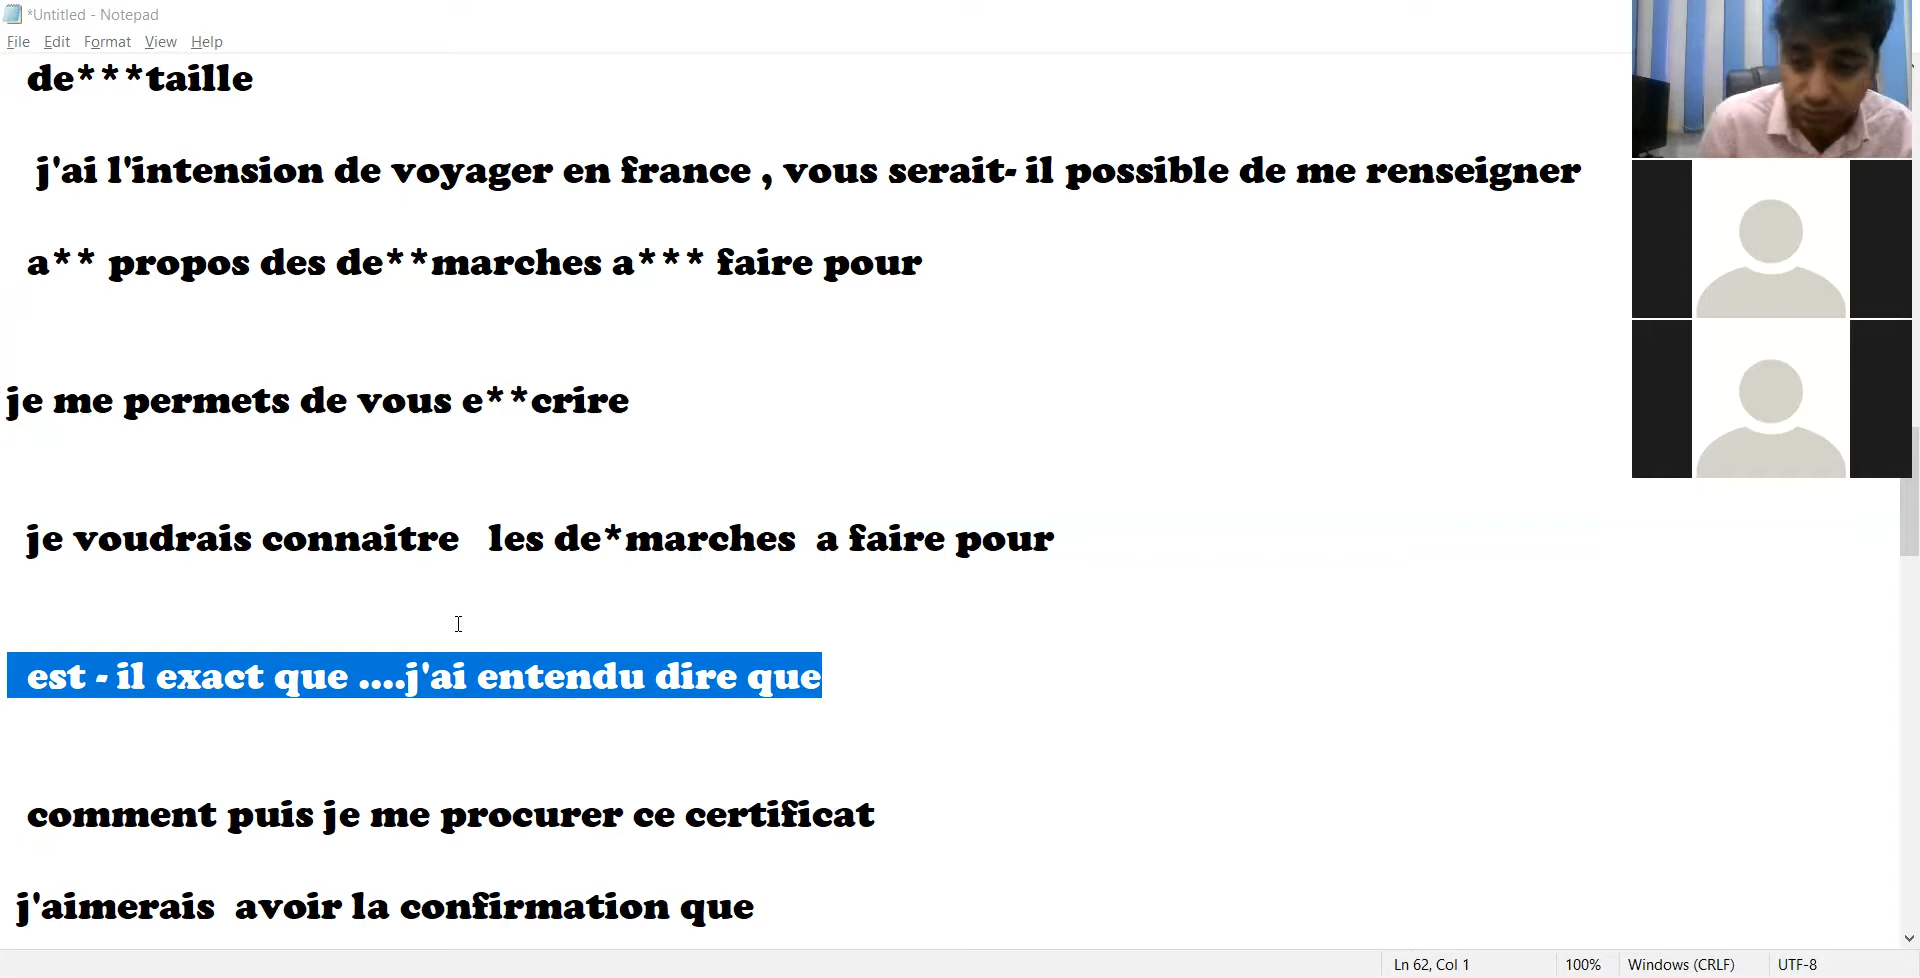 *Untitled - Notepad
File Edit Format View Help
de***taille
j'ai l'intension de voyager en france , vous serait- il possible de me renseigner
a** propos des de**marches a*** faire pour
je me permets de vous e**crire
je voudrais connaitre les de*marches a faire pour
est - il exact que ....j'ai entendu dire que
comment puis je me procurer ce certificat
j'aimerais avoir la confirmation que
Ln 62, Col 1 100% Windows (CRLF) UTF-8